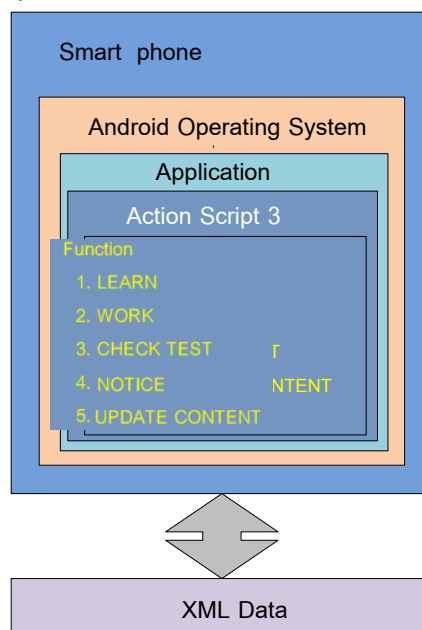 Smart phone
Android Operating System
Application
Action Script 3
Function
1. LEARN
2. WORK
3. CHECK TEST T
4. NOTICE NTENT
5. UPDATE CONTENT
XML Data